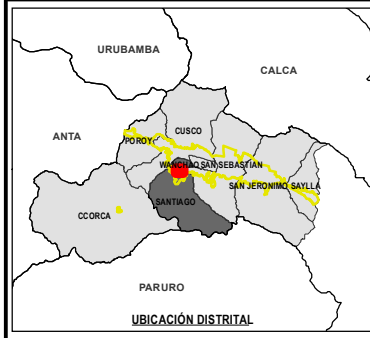 URUBAMBA
CALCA
ANTA
CUSCO
POROY
WANCHAQ SAN SEBASTIAN
SAN JERONIMO SAYLLA
SANTIAGO
CCORCA
PARURO
UBICACIÓN DISTRITAL